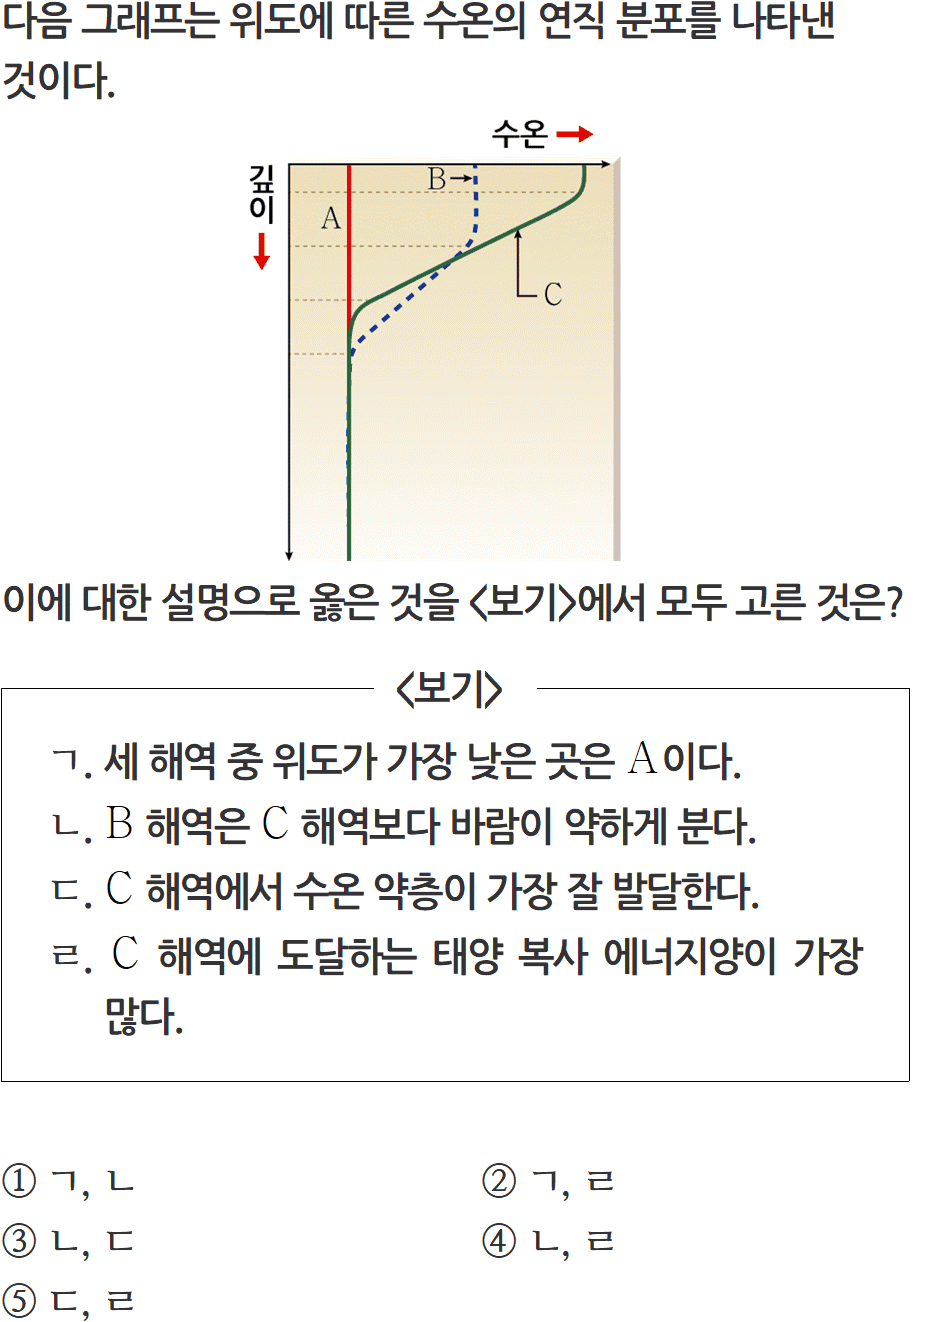 다음 그래프는 위도에 따른 수온의 연직 분포를 나타낸
것이다.
수온
깊이
B
A
C
이에 대한 설명으로 옳은 것을 <보기>에서 모두 고른 것은?
<보기>
ㄱ. 세 해역 중 위도가 가장 낮은 곳은 A이다.
ㄴ. B 해역은 C 해역보다 바람이 약하게 분다.
ㄷ. C 해역에서 수온 약층이 가장 잘 발달한다.
ㄹ. C 해역에 도달하는 태양 복사 에너지양이 가장
많다.
① ㄱ, ㄴ ② ㄱ, ㄹ
③ ㄴ, ㄷ ④ ㄴ, ㄹ
⑤ ㄷ, ㄹ